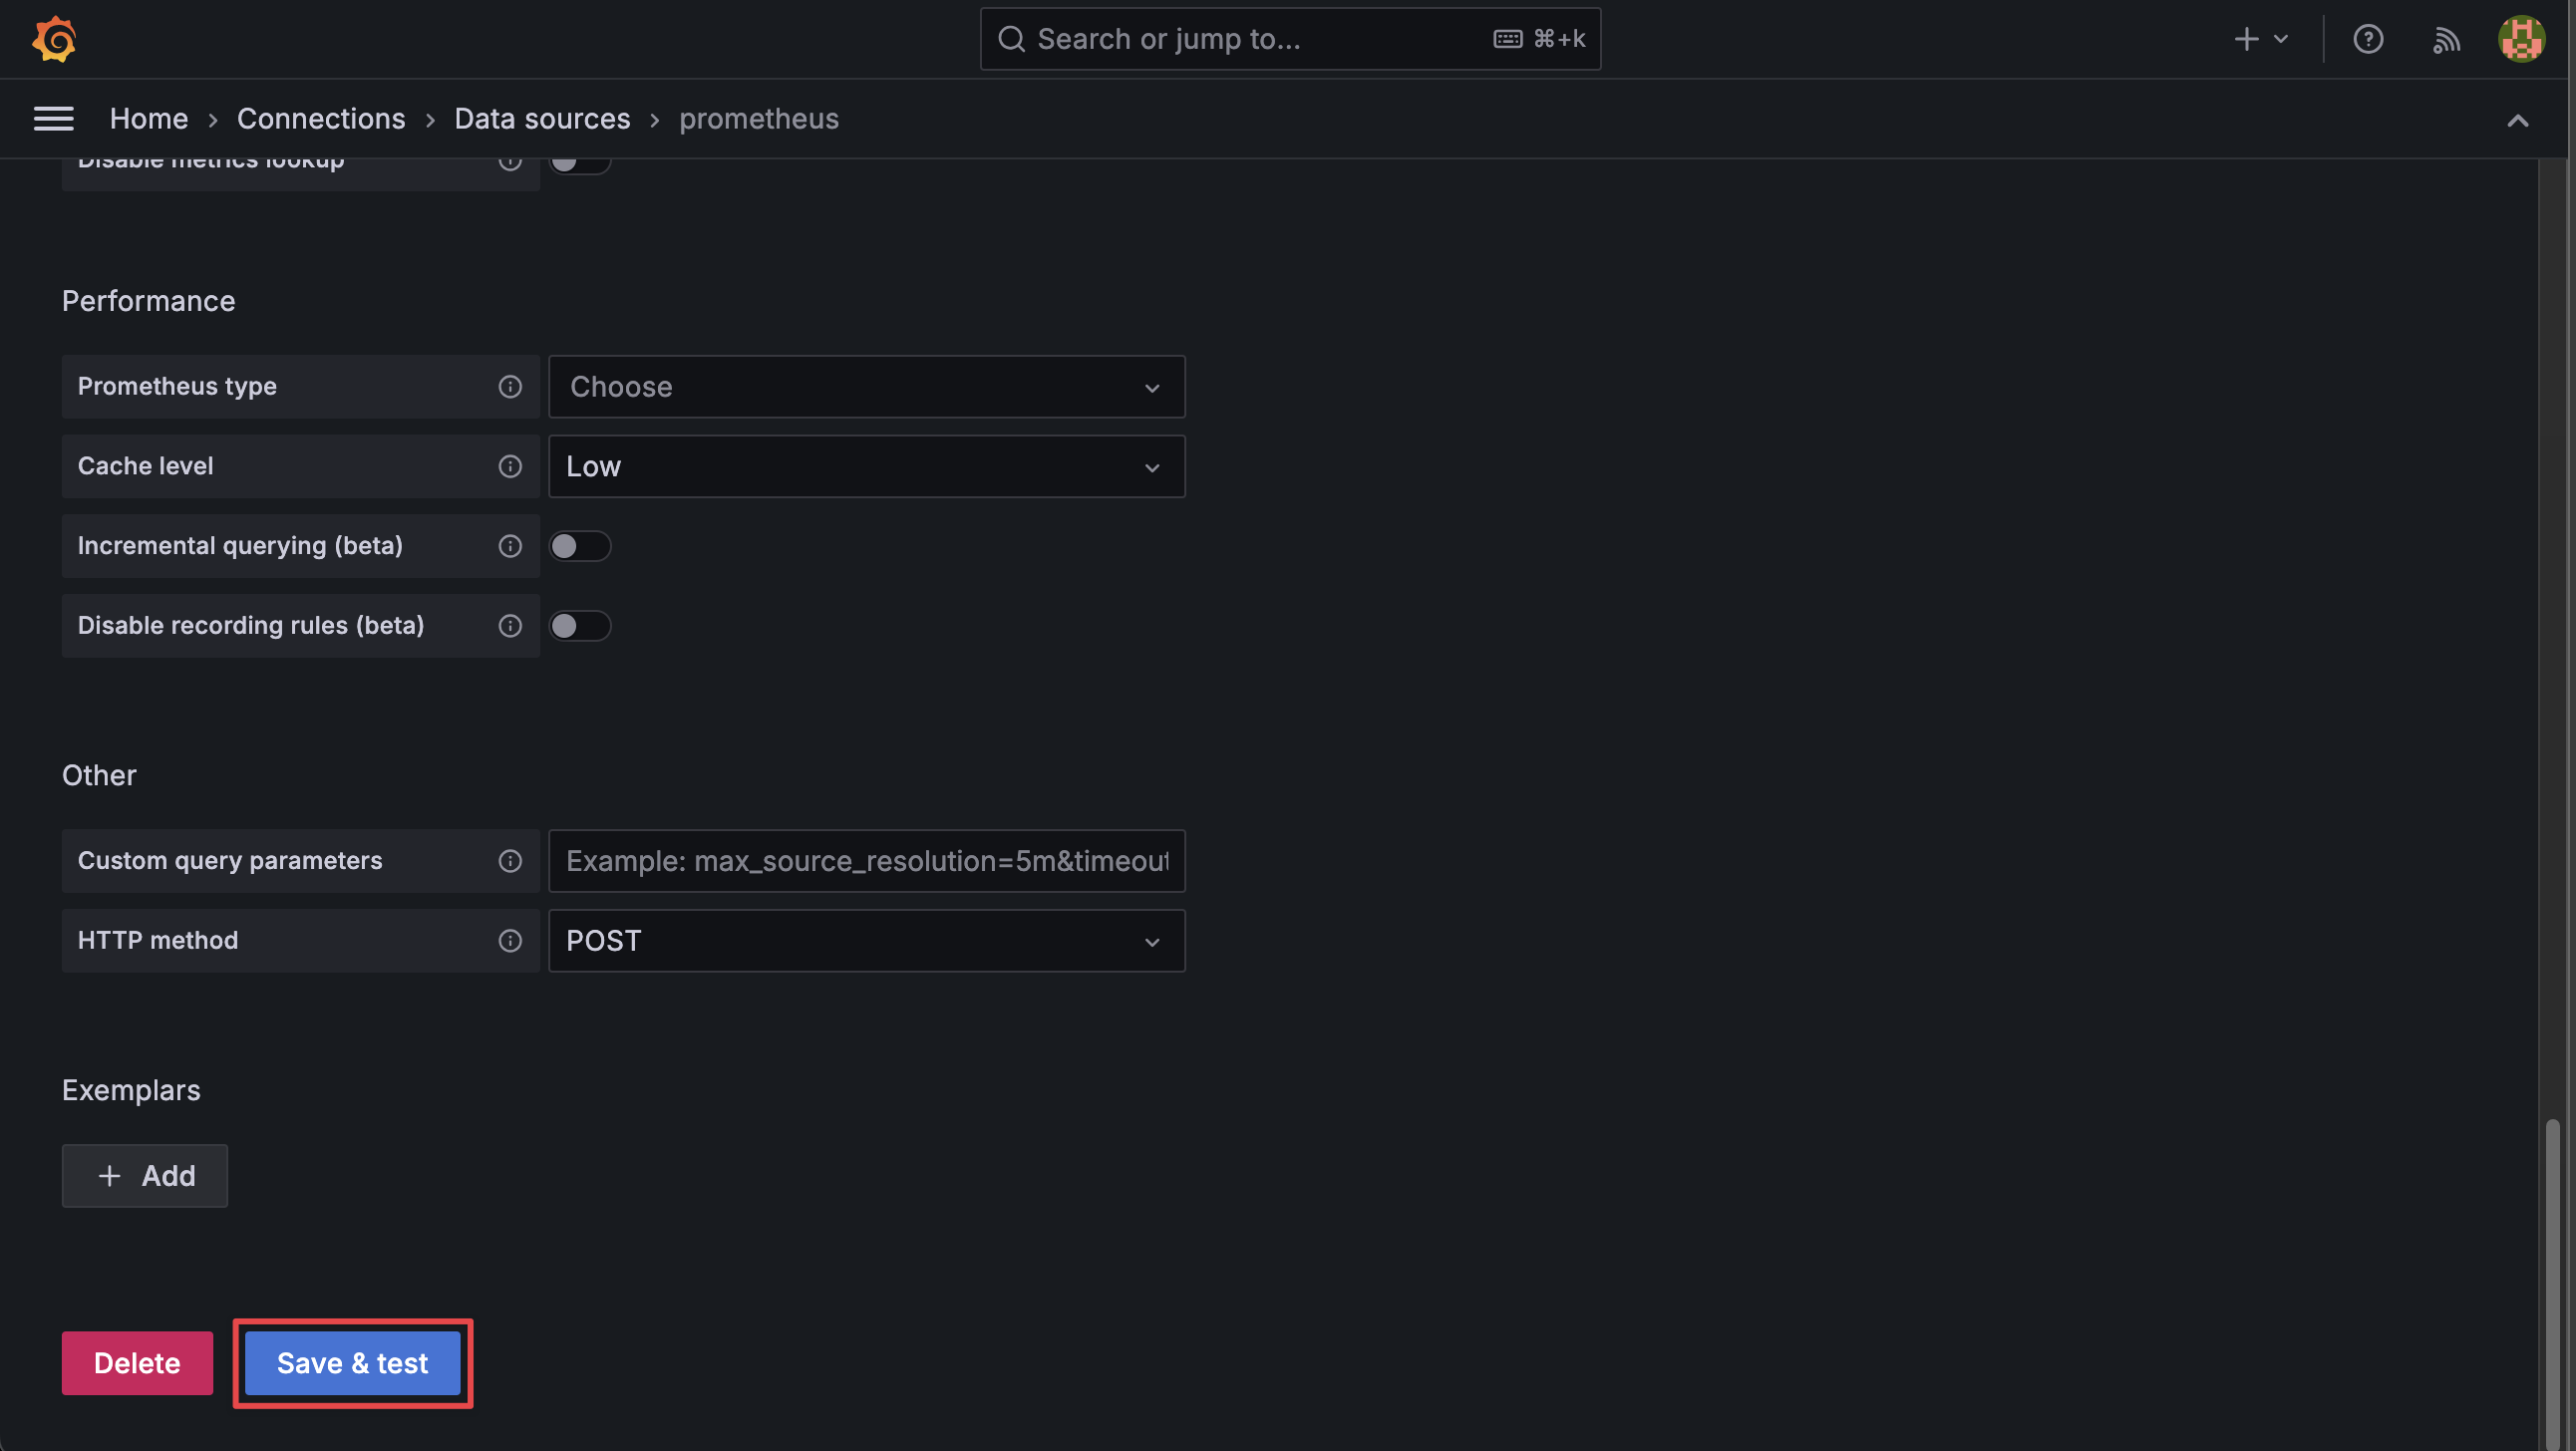 Search or jump to... ⌘+k
Home › Connections › Data sources › prometheus
Disable metrics lookup
Performance
Prometheus type Choose
Cache level Low
Incremental querying (beta)
Disable recording rules (beta)
Other
Custom query parameters Example: max_source_resolution=5m&timeout
HTTP method POST
Exemplars
+ Add
Delete Save & test